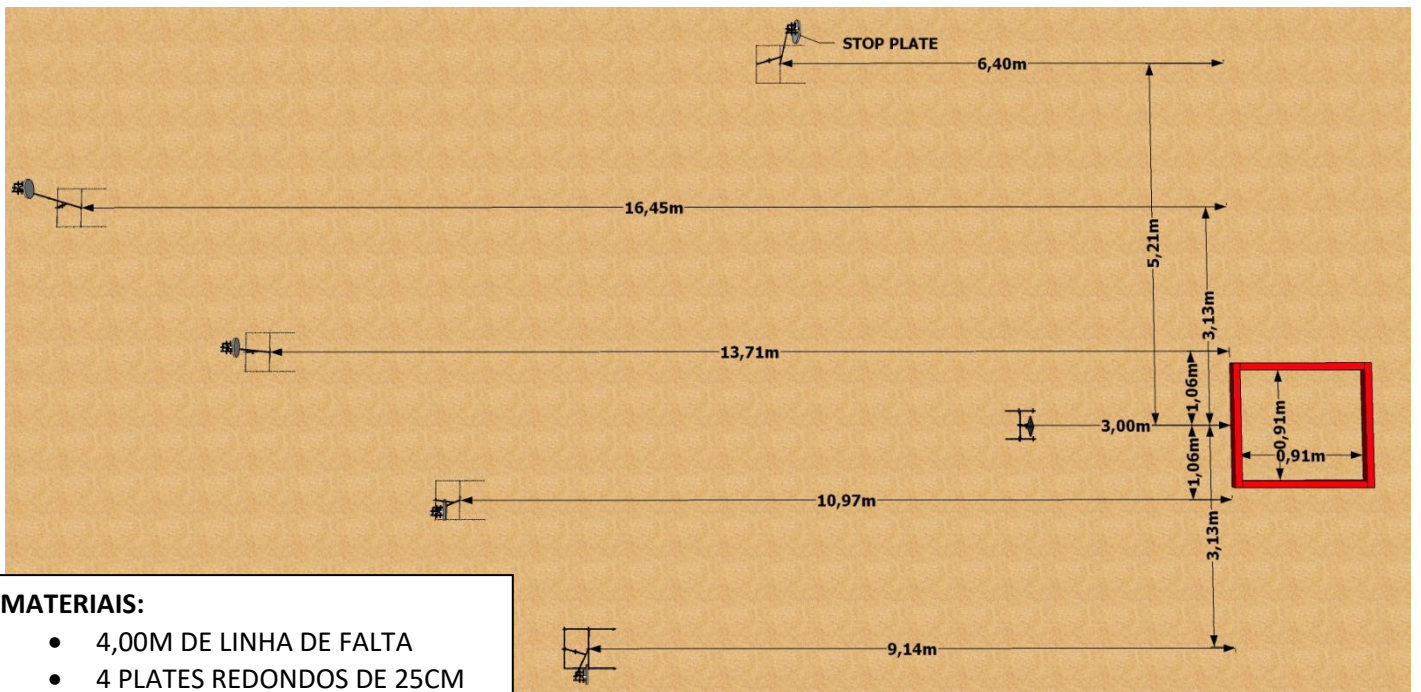 STOP PLATE
6,40m
16,45m
5,21m
3,13m
13,71m
1,06m
3,00m
0,91m
0,91m
1,06m
10,97m
3,13m
9,14m
MATERIAIS:
• 4,00M DE LINHA DE FALTA
• 4 PLATES REDONDOS DE 25CM